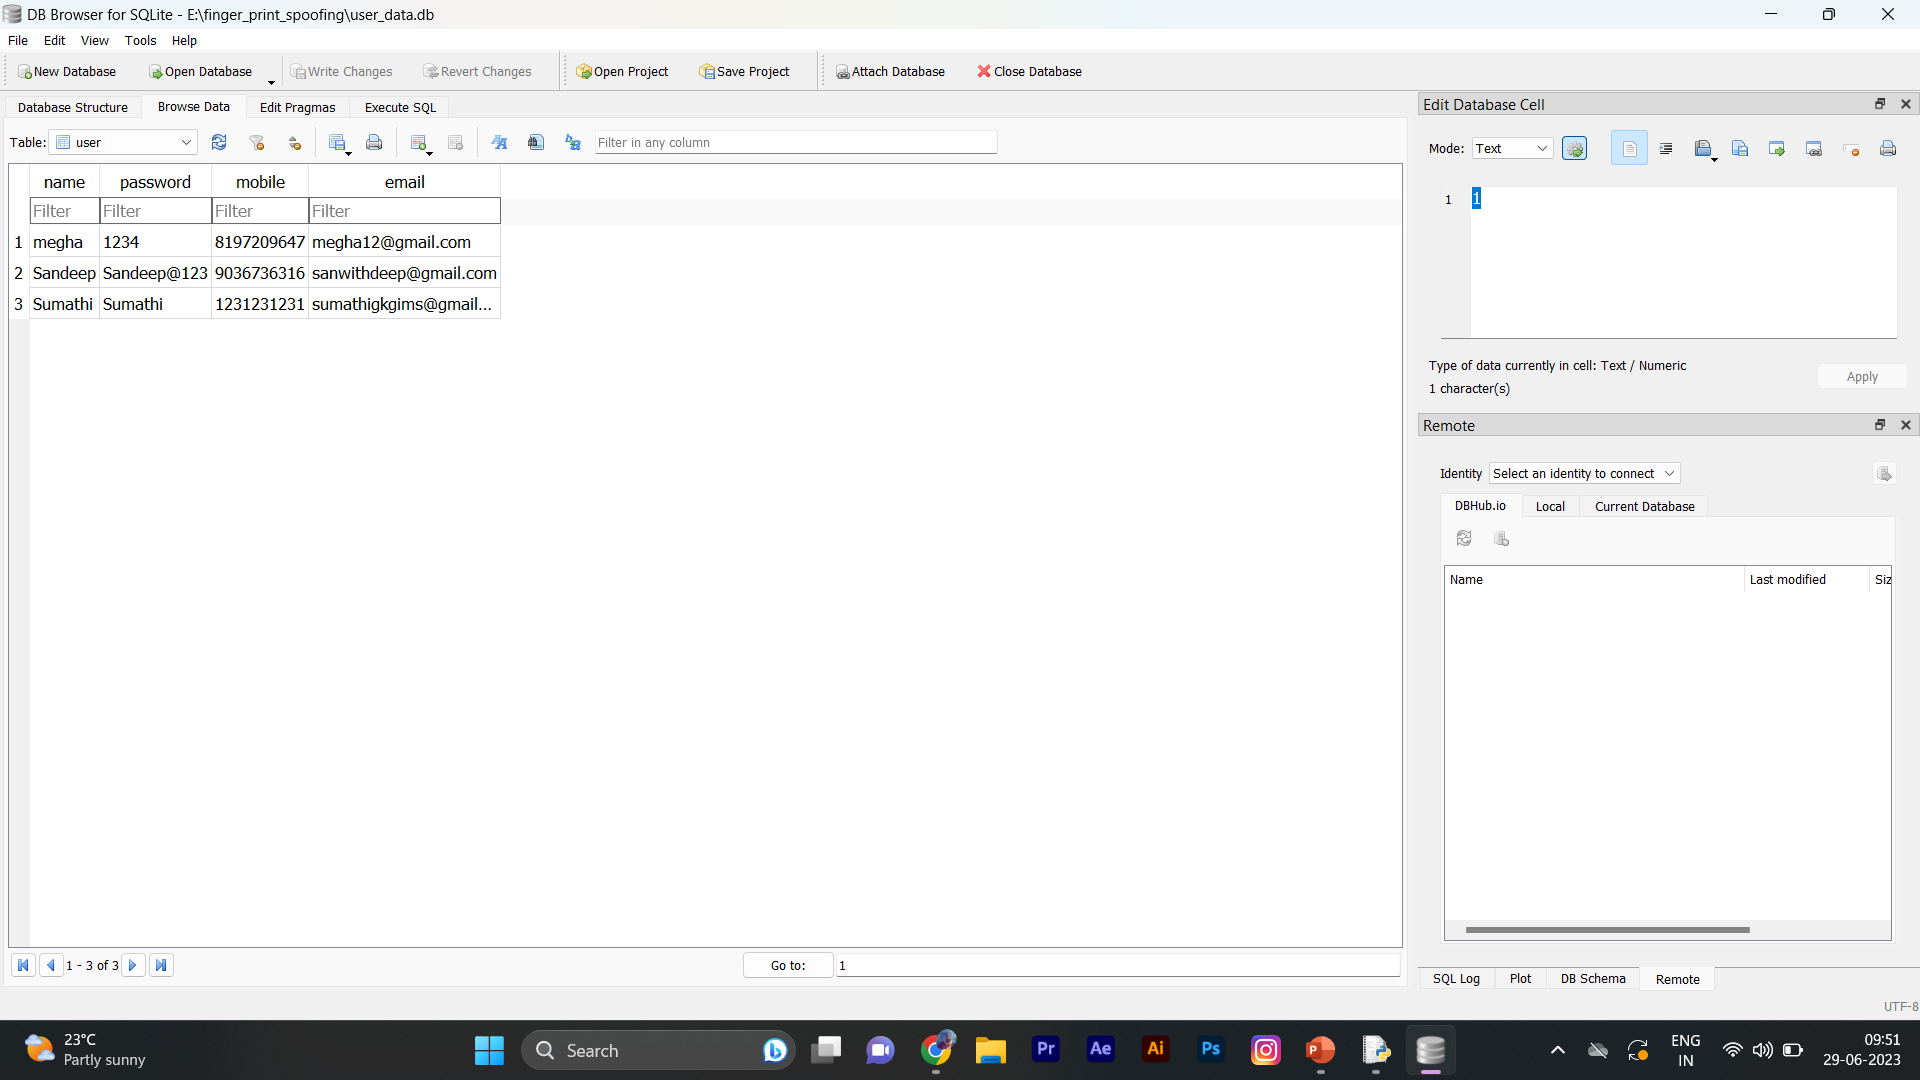 DB Browser for SQLite - E:\finger_print_spoofing\user_data.db
File Edit View Tools Help
New Database Open Database Write Changes Revert Changes Open Project Save Project Attach Database Close Database
Database Structure Browse Data Edit Pragmas Execute SQL
Table: user Filter in any column
name password mobile email
Filter Filter Filter Filter
1 megha 1234 8197209647 megha12@gmail.com
2 Sandeep Sandeep@123 9036736316 sanwithdeep@gmail.com
3 Sumathi Sumathi 1231231231 sumathigkgims@gmail...
1 - 3 of 3 Go to: 1
Edit Database Cell
Mode: Text
1 1
Type of data currently in cell: Text / Numeric
1 character(s)
Apply
Remote
Identity Select an identity to connect
DBHub.io Local Current Database
Name Last modified Siz
SQL Log Plot DB Schema Remote
UTF-8
23°C
Partly sunny
Search
Pr Ae Ai Ps
ENG
IN
09:51
29-06-2023